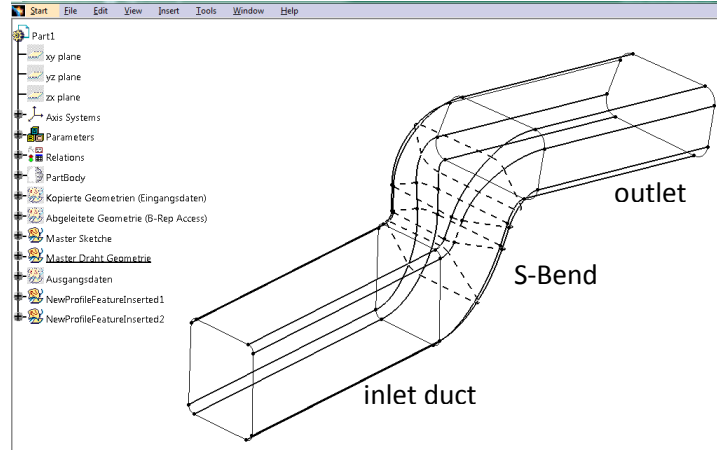 Start File Edit View Insert Tools Window Help
Part1
xy plane
yz plane
zx plane
Axis Systems
Parameters
Relations
PartBody
Kopierte Geometrien (Eingangsdaten)
Abgeleitete Geometrie (B-Rep Access)
Master Sketche
Master Draht Geometrie
Ausgangsdaten
NewProfileFeatureInserted1
NewProfileFeatureInserted2
outlet
S-Bend
inlet duct